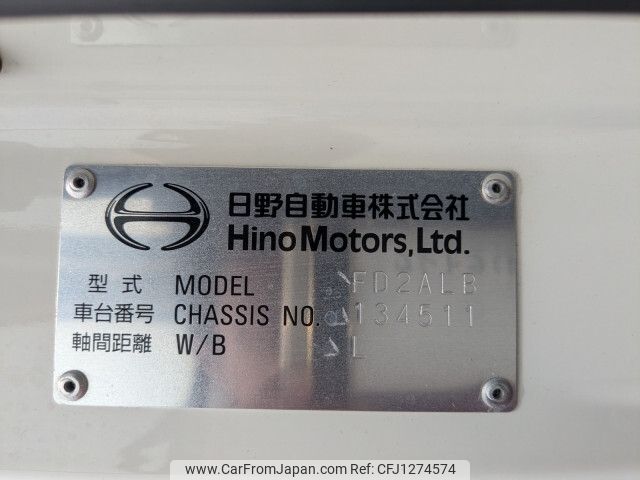 日野自動車株式会社
Hino Motors, Ltd.
型式 MODEL FD2ALB
車台番号 CHASSIS NO. 134511
軸間距離 W/B L
www.CarFromJapan.com | CFJ1274574